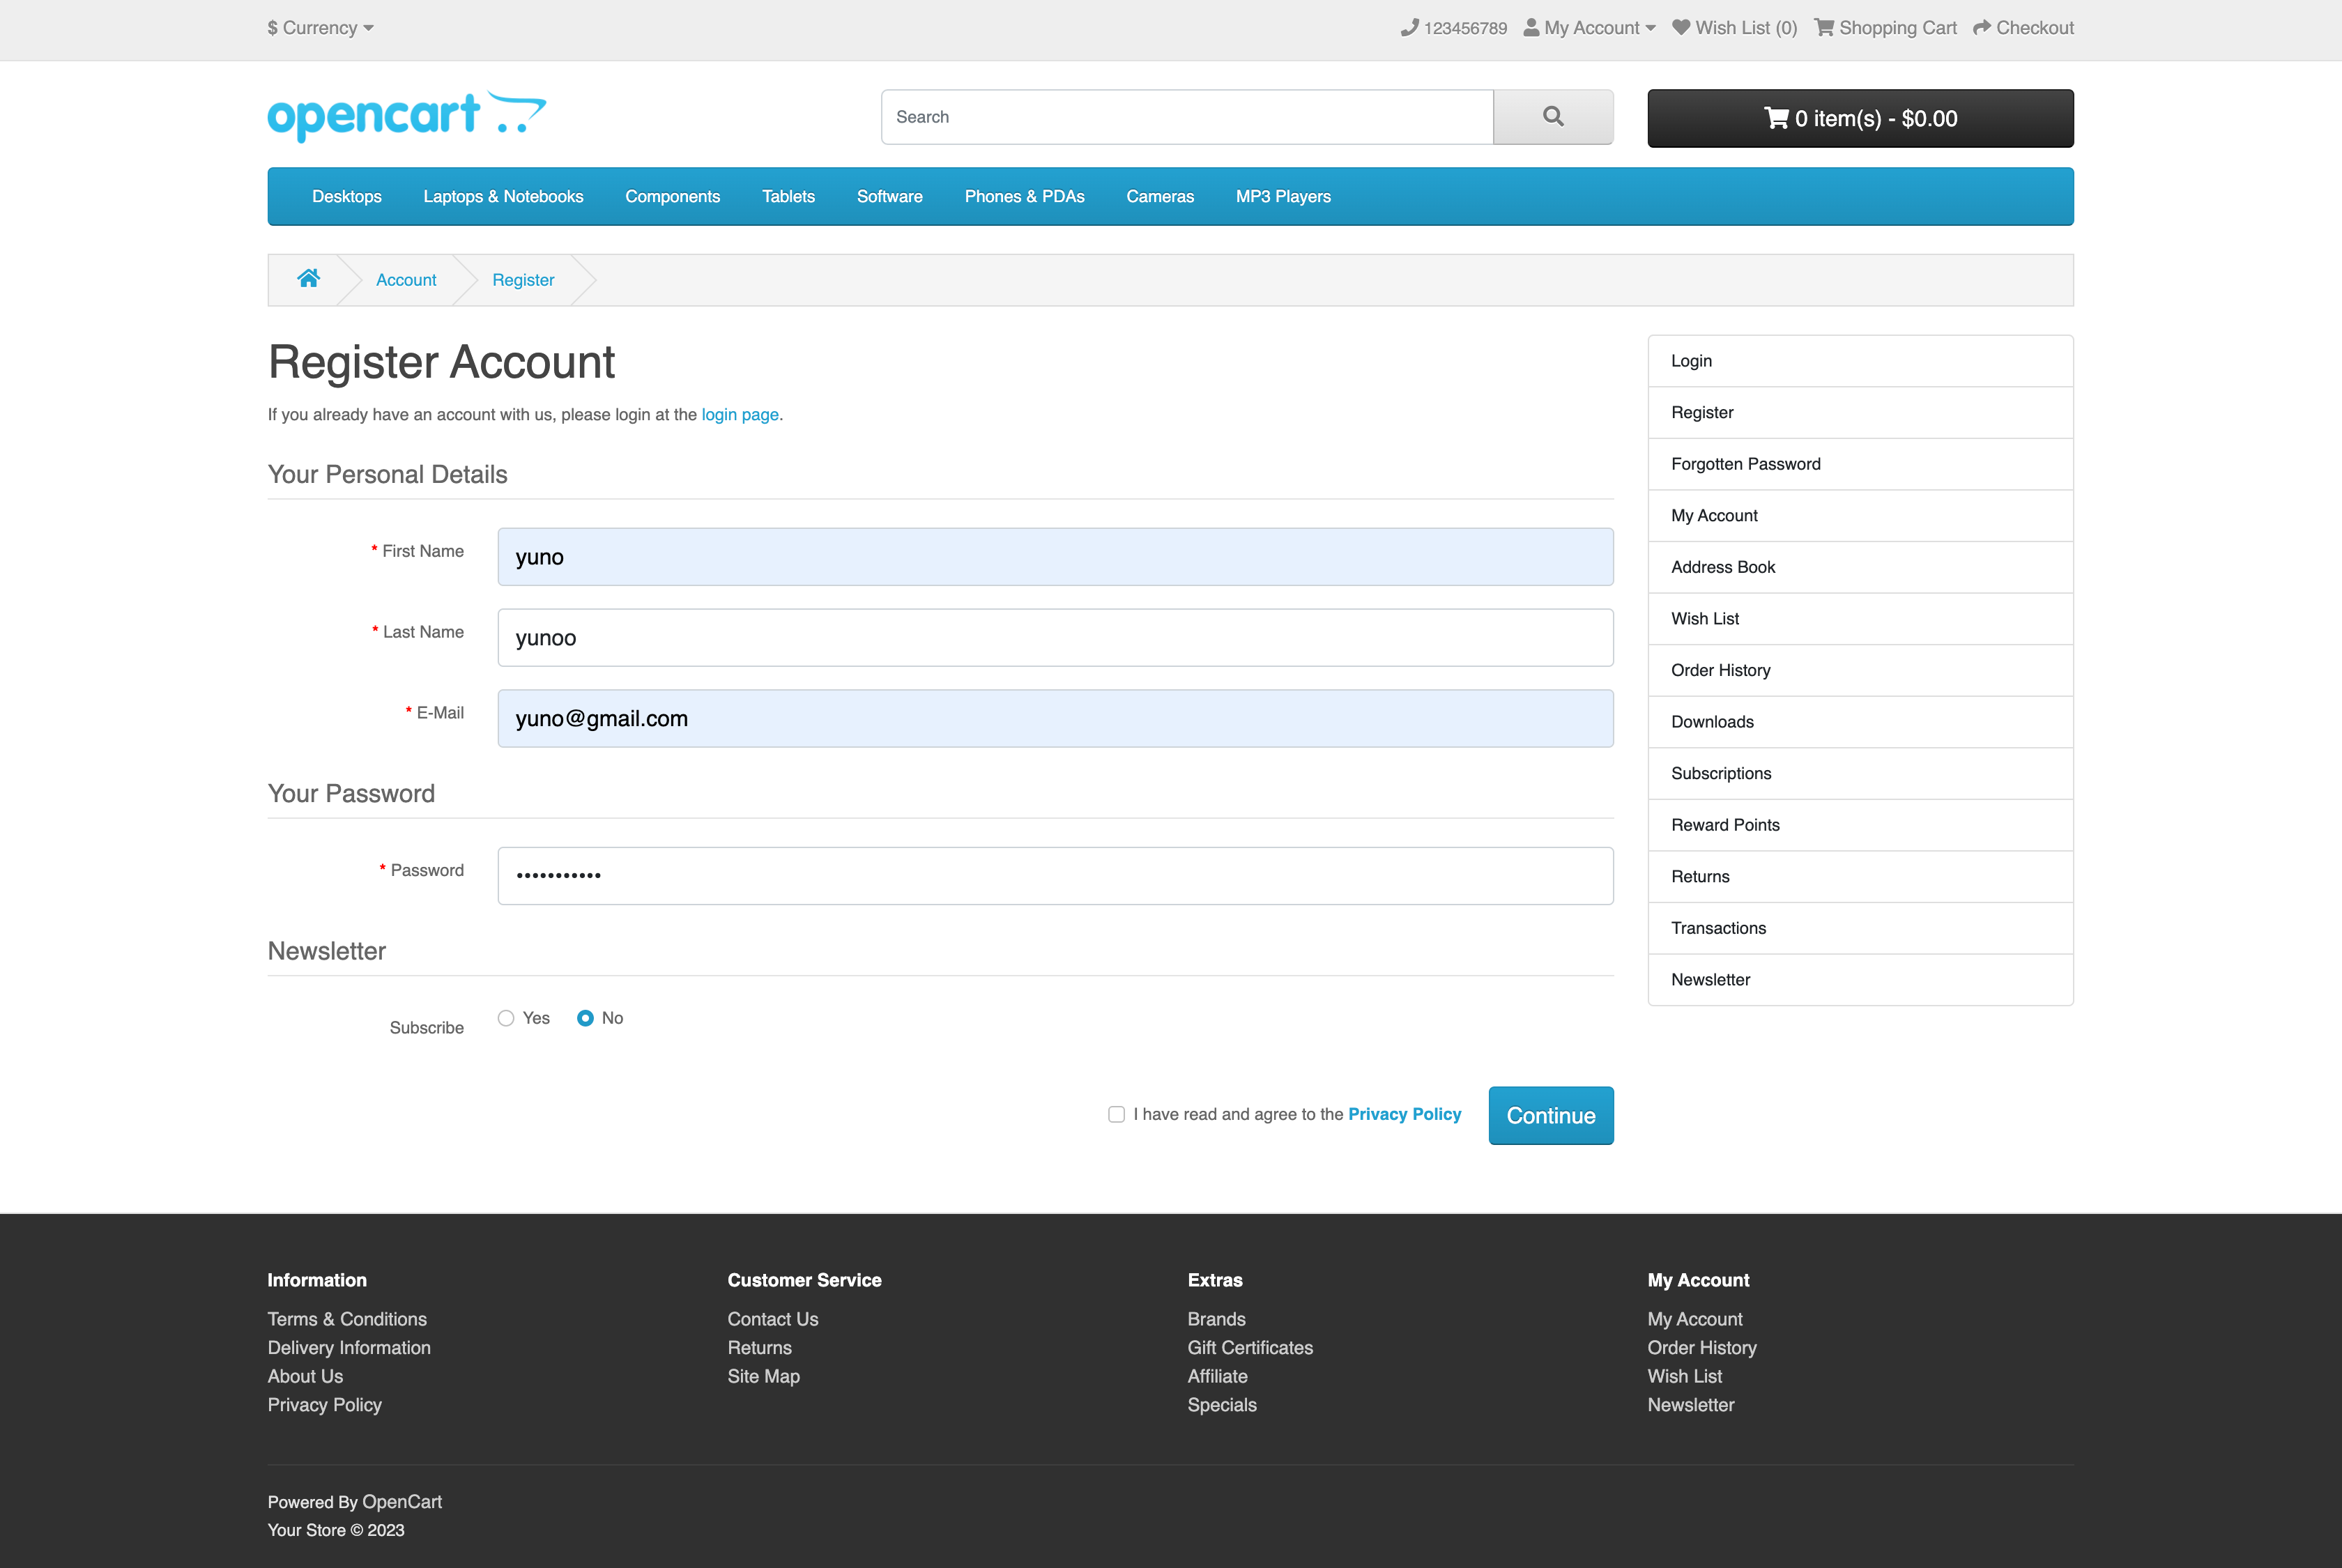 $ Currency
123456789 My Account Wish List (0) Shopping Cart Checkout
opencart
Search
0 item(s) - $0.00
Desktops Laptops & Notebooks Components Tablets Software Phones & PDAs Cameras MP3 Players
Account Register
Register Account
If you already have an account with us, please login at the login page.
Your Personal Details
* First Name yuno
* Last Name yunoo
* E-Mail yuno@gmail.com
Your Password
* Password •••••••••••
Newsletter
Subscribe Yes No
I have read and agree to the Privacy Policy Continue
Login
Register
Forgotten Password
My Account
Address Book
Wish List
Order History
Downloads
Subscriptions
Reward Points
Returns
Transactions
Newsletter
Information
Terms & Conditions
Delivery Information
About Us
Privacy Policy
Customer Service
Contact Us
Returns
Site Map
Extras
Brands
Gift Certificates
Affiliate
Specials
My Account
My Account
Order History
Wish List
Newsletter
Powered By OpenCart
Your Store © 2023